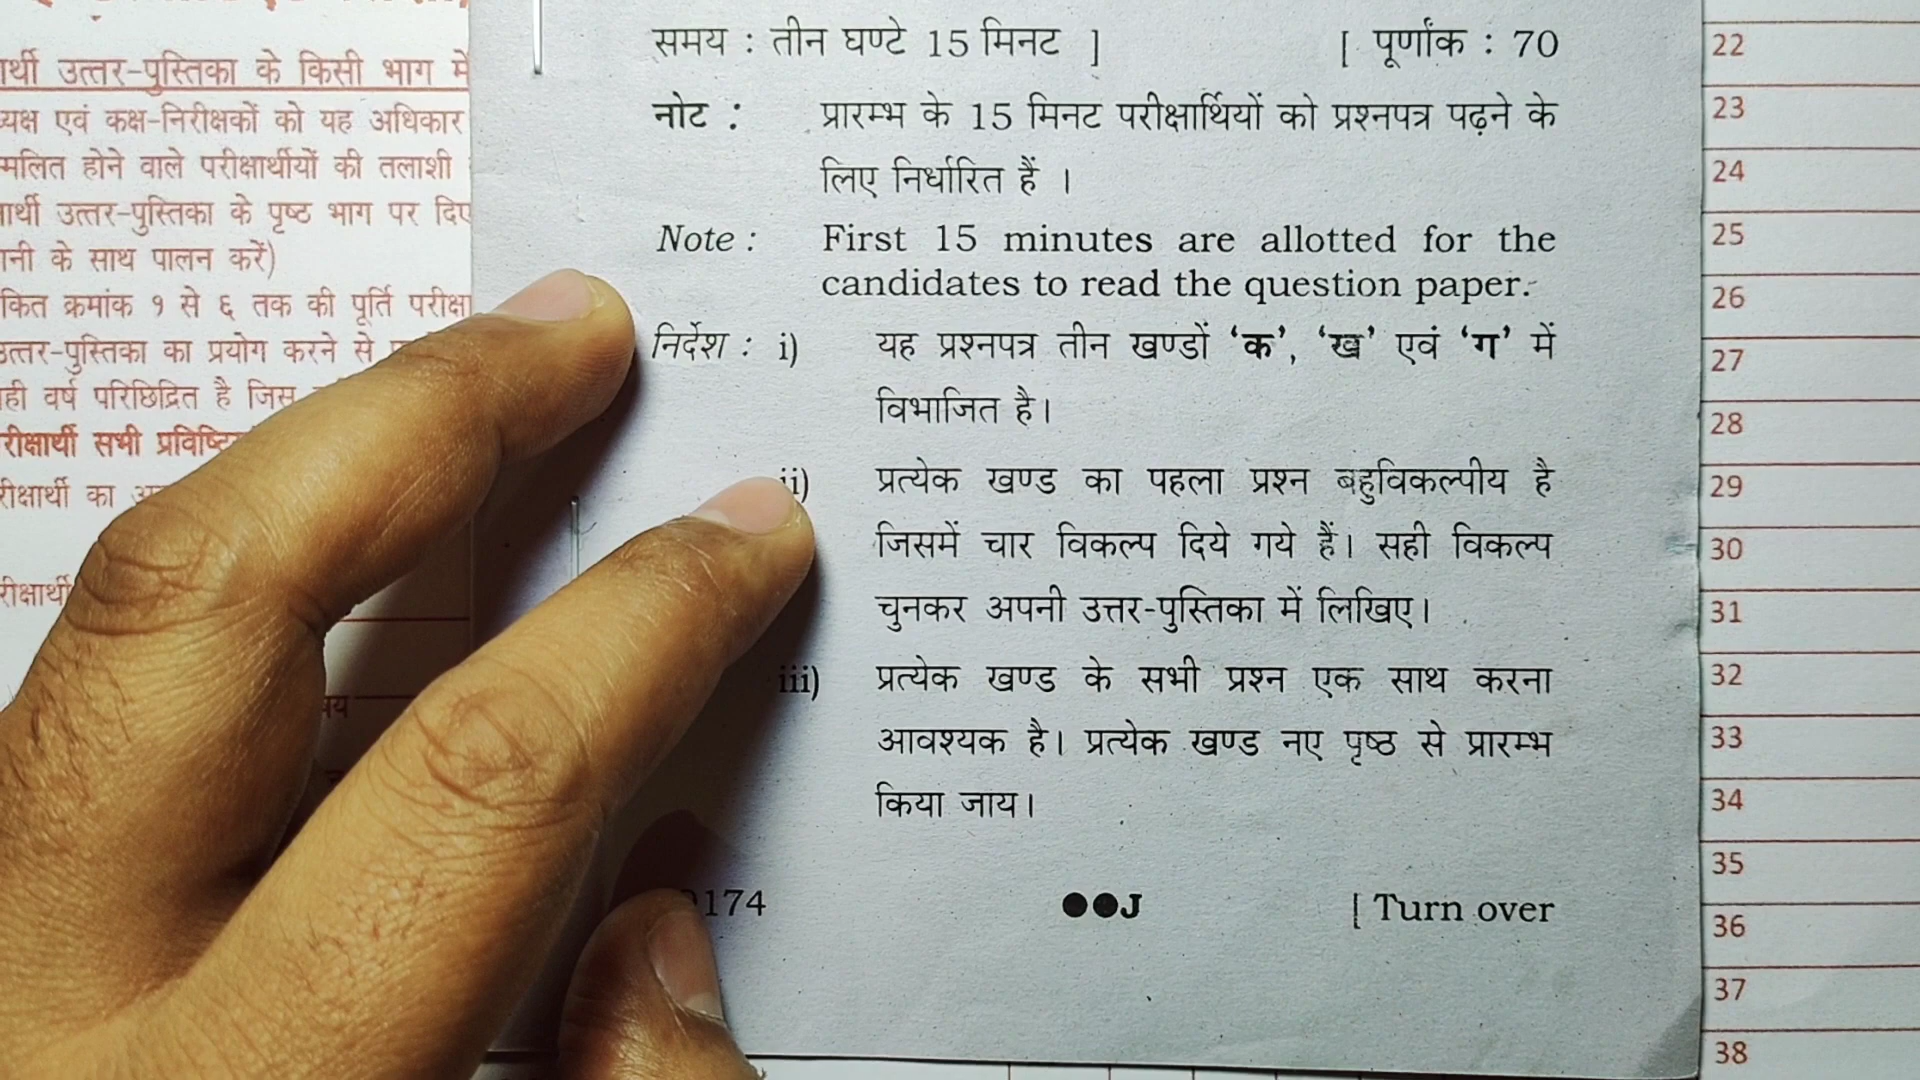 र्थी उत्तर-पुस्तिका के किसी भाग में
एवं कक्ष-निरीक्षकों को यह अधिकार
होने वाले परीक्षार्थीयों की तलाशी
उत्तर-पुस्तिका के पृष्ठ भाग पर
के साथ पालन करें)
क्रमांक १ से ६ तक की पूर्ति
उत्तर-पुस्तिका का प्रयोग करने से
वर्ष परिछिद्रित है जिस
सभी
का
समय : तीन घण्टे 15 मिनट ] [ पूर्णांक : 70
नोट : प्रारम्भ के 15 मिनट परीक्षार्थियों को प्रश्नपत्र पढ़ने के
लिए निर्धारित हैं ।
Note : First 15 minutes are allotted for the
candidates to read the question paper.
निर्देश : i) यह प्रश्नपत्र तीन खण्डों ‘क’, ‘ख’ एवं ‘ग’ में
विभाजित है।
ii) प्रत्येक खण्ड का पहला प्रश्न बहुविकल्पीय है
जिसमें चार विकल्प दिये गये हैं। सही विकल्प
चुनकर अपनी उत्तर-पुस्तिका में लिखिए।
iii) प्रत्येक खण्ड के सभी प्रश्न एक साथ करना
आवश्यक है। प्रत्येक खण्ड नए पृष्ठ से प्रारम्भ
किया जाय।
174 ●●J [ Turn over
22
23
24
25
26
27
28
29
30
31
32
33
34
35
36
37
38